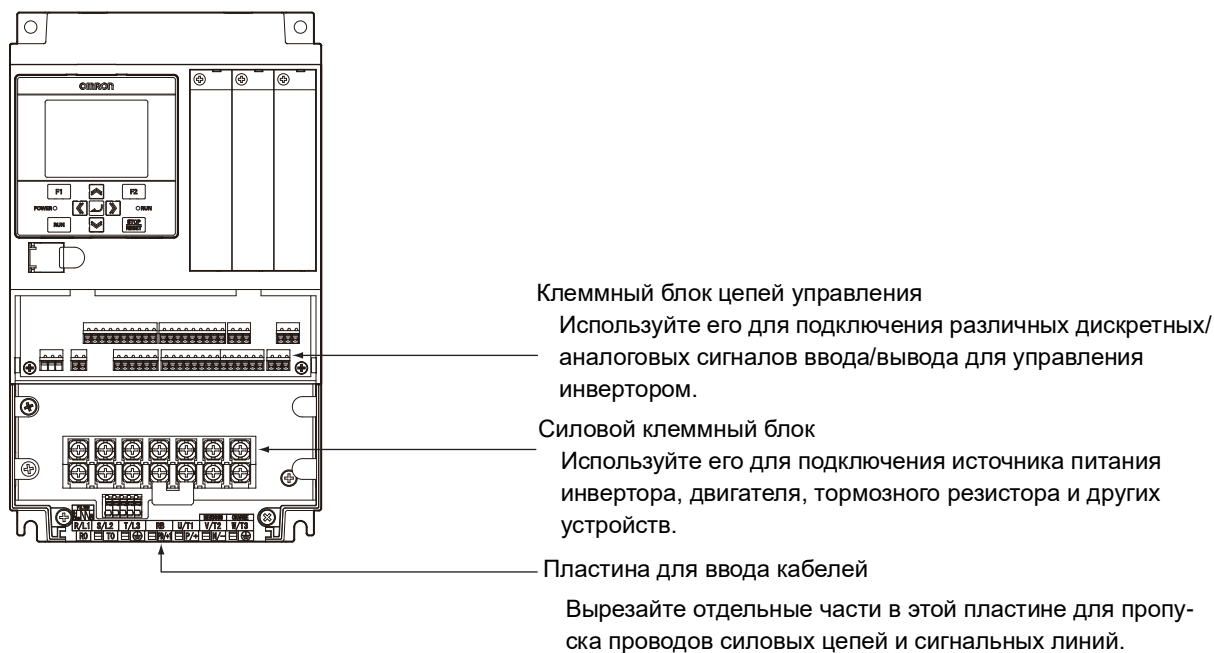 OMRON
F1
F2
POWER
RUN
RUN
STOP
RESET
Клеммный блок цепей управления
Используйте его для подключения различных дискретных/
аналоговых сигналов ввода/вывода для управления
инвертором.
Силовой клеммный блок
Используйте его для подключения источника питания
инвертора, двигателя, тормозного резистора и других
устройств.
R/L1 S/L2 T/L3 RB U/T1 V/T2 W/T3
R0 T0 P/+ N/-
Пластина для ввода кабелей
Вырезайте отдельные части в этой пластине для пропу-
ска проводов силовых цепей и сигнальных линий.